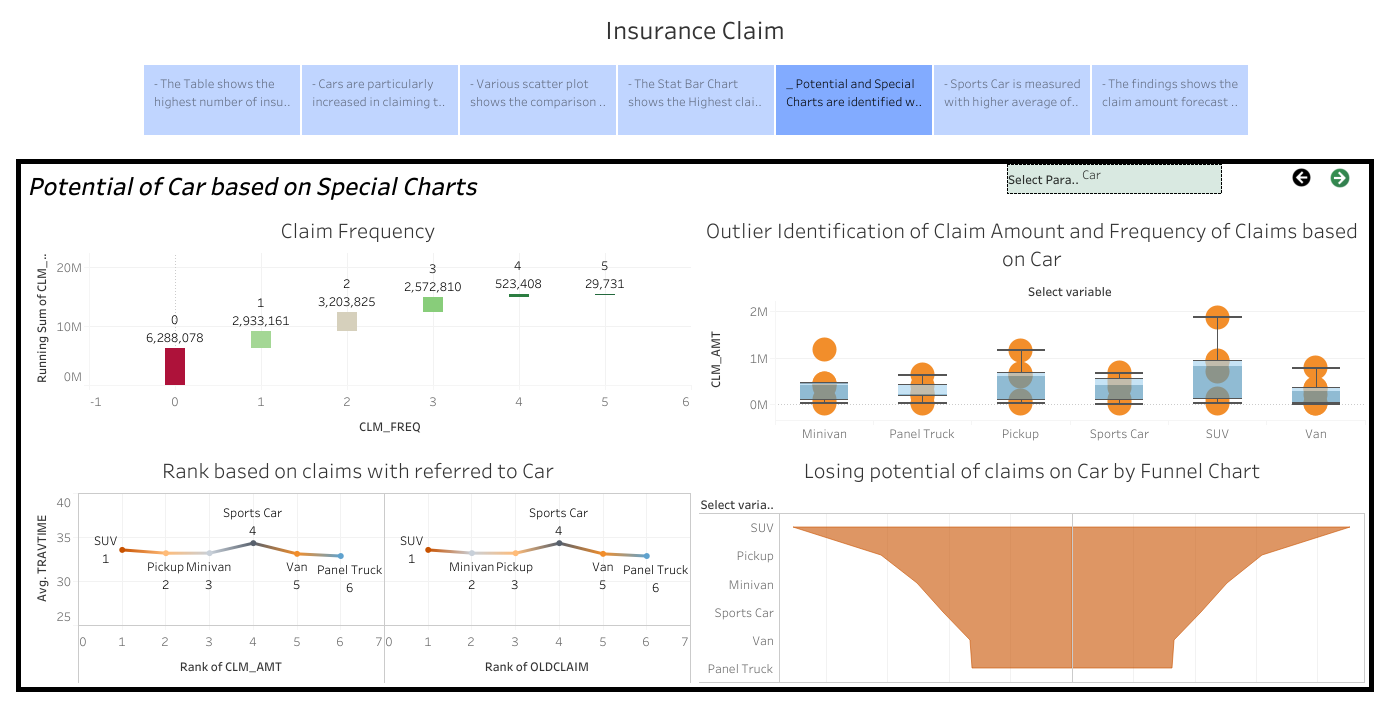 Insurance Claim
- The Table shows the
highest number of insu..
- Cars are particularly
increased in claiming t..
- Various scatter plot
shows the comparison ..
- The Stat Bar Chart
shows the Highest clai..
_ Potential and Special
Charts are identified w..
- Sports Car is measured
with higher average of..
- The findings shows the
claim amount forecast ..
Potential of Car based on Special Charts
Select Para.. Car
Claim Frequency
Running Sum of CLM_..
20M
10M
0M
0
6,288,078
1
2,933,161
2
3,203,825
3
2,572,810
4
523,408
5
29,731
-1 0 1 2 3 4 5 6
CLM_FREQ
Outlier Identification of Claim Amount and Frequency of Claims based
on Car
Select variable
CLM_AMT
2M
1M
0M
Minivan Panel Truck Pickup Sports Car SUV Van
Rank based on claims with referred to Car
Avg. TRAVTIME
40
35
30
25
SUV
1
Pickup
2
Minivan
3
Sports Car
4
Van
5
Panel Truck
6
0 1 2 3 4 5 6 7
Rank of CLM_AMT
SUV
1
Minivan
2
Pickup
3
Sports Car
4
Van
5
Panel Truck
6
0 1 2 3 4 5 6 7
Rank of OLDCLAIM
Losing potential of claims on Car by Funnel Chart
Select varia..
SUV
Pickup
Minivan
Sports Car
Van
Panel Truck